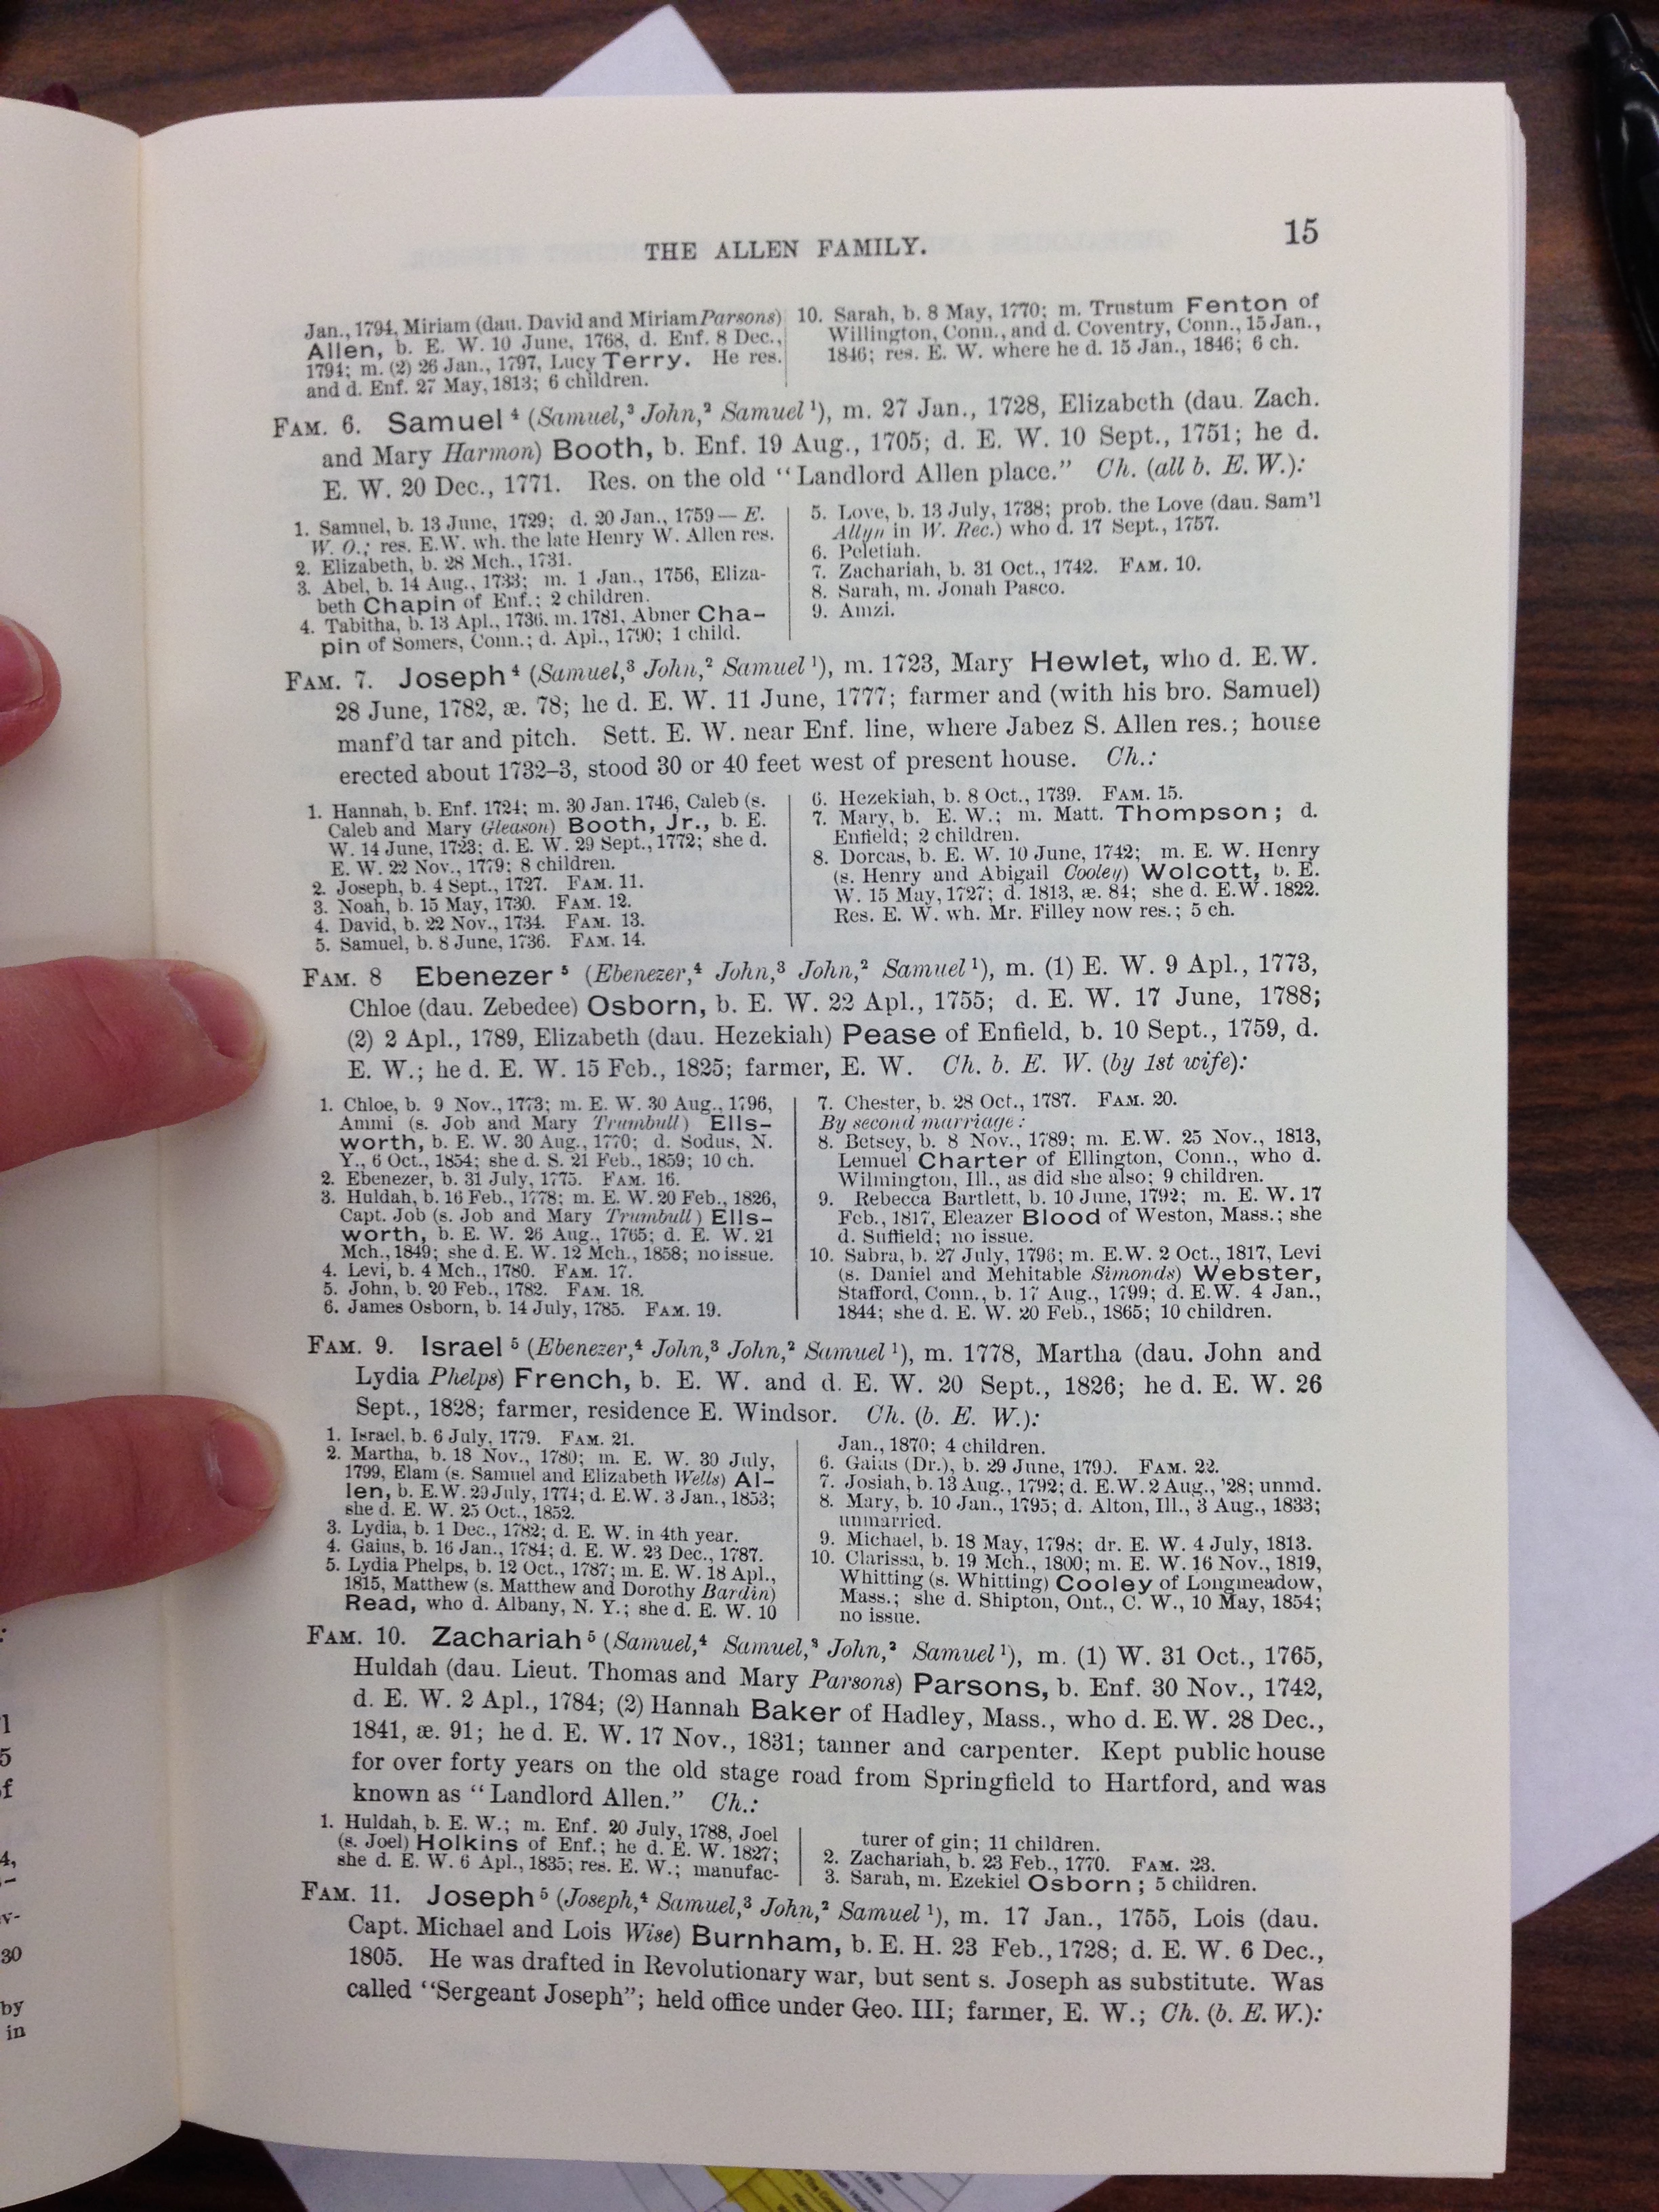 15
THE ALLEN FAMILY.
Jan., 1794, Miriam (dau. David and Miriam Parsons)
Allen, b. E. W. 10 June, 1768, d. Enf. 8 Dec.,
1794; m. (2) 26 Jan., 1797, Lucy Terry. He res.
and d. Enf. 27 May, 1813; 6 children.
10. Sarah, b. 8 May, 1770; m. Trustum Fenton of
Willington, Conn., and d. Coventry, Conn., 15 Jan.,
1846; res. E. W. where he d. 15 Jan., 1846; 6 ch.
FAM. 6. Samuel⁴ (Samuel,³ John,² Samuel¹), m. 27 Jan., 1728, Elizabeth (dau. Zach.
and Mary Harmon) Booth, b. Enf. 19 Aug., 1705; d. E. W. 10 Sept., 1751; he d.
E. W. 20 Dec., 1771. Res. on the old “Landlord Allen place.” Ch. (all b. E. W.):
1. Samuel, b. 13 June, 1729; d. 20 Jan., 1759—E.
W. O.; res. E.W. wh. the late Henry W. Allen res.
2. Elizabeth, b. 28 Mch., 1731.
3. Abel, b. 14 Aug., 1733; m. 1 Jan., 1756, Eliza-
beth Chapin of Enf.; 2 children.
4. Tabitha, b. 13 Apl., 1736, m. 1781, Abner Cha-
pin of Somers, Conn.; d. Apl., 1790; 1 child.
5. Love, b. 13 July, 1738; prob. the Love (dau. Sam'l
Allyn in W. Rec.) who d. 17 Sept., 1757.
6. Peletiah.
7. Zachariah, b. 31 Oct., 1742. FAM. 10.
8. Sarah, m. Jonah Pasco.
9. Amzi.
FAM. 7. Joseph⁴ (Samuel,³ John,² Samuel¹), m. 1723, Mary Hewlet, who d. E.W.
28 June, 1782, æ. 78; he d. E. W. 11 June, 1777; farmer and (with his bro. Samuel)
manf'd tar and pitch. Sett. E. W. near Enf. line, where Jabez S. Allen res.; house
erected about 1732–3, stood 30 or 40 feet west of present house. Ch.:
1. Hannah, b. Enf. 1724; m. 30 Jan. 1746, Caleb (s.
Caleb and Mary Gleason) Booth, Jr., b. E.
W. 14 June, 1723; d. E. W. 29 Sept., 1772; she d.
E. W. 22 Nov., 1779; 8 children.
2. Joseph, b. 4 Sept., 1727. FAM. 11.
3. Noah, b. 15 May, 1730. FAM. 12.
4. David, b. 22 Nov., 1734. FAM. 13.
5. Samuel, b. 8 June, 1736. FAM. 14.
6. Hezekiah, b. 8 Oct., 1739. FAM. 15.
7. Mary, b. E. W.; m. Matt. Thompson; d.
Enfield; 2 children.
8. Dorcas, b. E. W. 10 June, 1742; m. E. W. Henry
(s. Henry and Abigail Cooley) Wolcott, b. E.
W. 15 May, 1727; d. 1813, æ. 84; she d. E.W. 1822.
Res. E. W. wh. Mr. Filley now res.; 5 ch.
FAM. 8 Ebenezer⁵ (Ebenezer,⁴ John,³ John,² Samuel¹), m. (1) E. W. 9 Apl., 1773,
Chloe (dau. Zebedee) Osborn, b. E. W. 22 Apl., 1755; d. E. W. 17 June, 1788;
(2) 2 Apl., 1789, Elizabeth (dau. Hezekiah) Pease of Enfield, b. 10 Sept., 1759, d.
E. W.; he d. E. W. 15 Feb., 1825; farmer, E. W. Ch. b. E. W. (by 1st wife):
1. Chloe, b. 9 Nov., 1773; m. E. W. 30 Aug., 1796,
Ammi (s. Job and Mary Trumbull) Ells-
worth, b. E. W. 30 Aug., 1770; d. Sodus, N.
Y., 6 Oct., 1854; she d. S. 21 Feb., 1859; 10 ch.
2. Ebenezer, b. 31 July, 1775. FAM. 16.
3. Huldah, b. 16 Feb., 1778; m. E. W. 20 Feb., 1826,
Capt. Job (s. Job and Mary Trumbull) Ells-
worth, b. E. W. 26 Aug., 1765; d. E. W. 21
Mch., 1849; she d. E. W. 12 Mch., 1858; no issue.
4. Levi, b. 4 Mch., 1780. FAM. 17.
5. John, b. 20 Feb., 1782. FAM. 18.
6. James Osborn, b. 14 July, 1785. FAM. 19.
7. Chester, b. 28 Oct., 1787. FAM. 20.
By second marriage:
8. Betsey, b. 8 Nov., 1789; m. E.W. 25 Nov., 1813,
Lemuel Charter of Ellington, Conn., who d.
Wilmington, Ill., as did she also; 9 children.
9. Rebecca Bartlett, b. 10 June, 1792; m. E. W. 17
Feb., 1817, Eleazer Blood of Weston, Mass.; she
d. Suffield; no issue.
10. Sabra, b. 27 July, 1796; m. E.W. 2 Oct., 1817, Levi
(s. Daniel and Mehitable Simonds) Webster,
Stafford, Conn., b. 17 Aug., 1799; d. E.W. 4 Jan.,
1844; she d. E. W. 20 Feb., 1865; 10 children.
FAM. 9. Israel⁵ (Ebenezer,⁴ John,³ John,² Samuel¹), m. 1778, Martha (dau. John and
Lydia Phelps) French, b. E. W. and d. E. W. 20 Sept., 1826; he d. E. W. 26
Sept., 1828; farmer, residence E. Windsor. Ch. (b. E. W.):
1. Israel, b. 6 July, 1779. FAM. 21.
2. Martha, b. 18 Nov., 1780; m. E. W. 30 July,
1799, Elam (s. Samuel and Elizabeth Wells) Al-
len, b. E.W. 29 July, 1774; d. E.W. 3 Jan., 1853;
she d. E. W. 25 Oct., 1852.
3. Lydia, b. 1 Dec., 1782; d. E. W. in 4th year.
4. Gaius, b. 16 Jan., 1784; d. E. W. 23 Dec., 1787.
5. Lydia Phelps, b. 12 Oct., 1787; m. E. W. 18 Apl.,
1815, Matthew (s. Matthew and Dorothy Bardin)
Read, who d. Albany, N. Y.; she d. E. W. 10
Jan., 1870; 4 children.
6. Gaius (Dr.), b. 29 June, 1790. FAM. 22.
7. Josiah, b. 13 Aug., 1792; d. E.W. 2 Aug., '28; unmd.
8. Mary, b. 10 Jan., 1795; d. Alton, Ill., 3 Aug., 1833;
unmarried.
9. Michael, b. 18 May, 1798; dr. E. W. 4 July, 1813.
10. Clarissa, b. 19 Mch., 1800; m. E. W. 16 Nov., 1819,
Whitting (s. Whitting) Cooley of Longmeadow,
Mass.; she d. Shipton, Ont., C. W., 10 May, 1854;
no issue.
FAM. 10. Zachariah⁵ (Samuel,⁴ Samuel,³ John,² Samuel¹), m. (1) W. 31 Oct., 1765,
Huldah (dau. Lieut. Thomas and Mary Parsons) Parsons, b. Enf. 30 Nov., 1742,
d. E. W. 2 Apl., 1784; (2) Hannah Baker of Hadley, Mass., who d. E.W. 28 Dec.,
1841, æ. 91; he d. E. W. 17 Nov., 1831; tanner and carpenter. Kept public house
for over forty years on the old stage road from Springfield to Hartford, and was
known as “Landlord Allen.” Ch.:
1. Huldah, b. E. W.; m. Enf. 20 July, 1788, Joel
(s. Joel) Holkins of Enf.; he d. E. W. 1827;
she d. E. W. 6 Apl., 1835; res. E. W.; manufac-
turer of gin; 11 children.
2. Zachariah, b. 23 Feb., 1770. FAM. 23.
3. Sarah, m. Ezekiel Osborn; 5 children.
FAM. 11. Joseph⁵ (Joseph,⁴ Samuel,³ John,² Samuel¹), m. 17 Jan., 1755, Lois (dau.
Capt. Michael and Lois Wise) Burnham, b. E. H. 23 Feb., 1728; d. E. W. 6 Dec.,
1805. He was drafted in Revolutionary war, but sent s. Joseph as substitute. Was
called “Sergeant Joseph”; held office under Geo. III; farmer, E. W.; Ch. (b. E. W.):